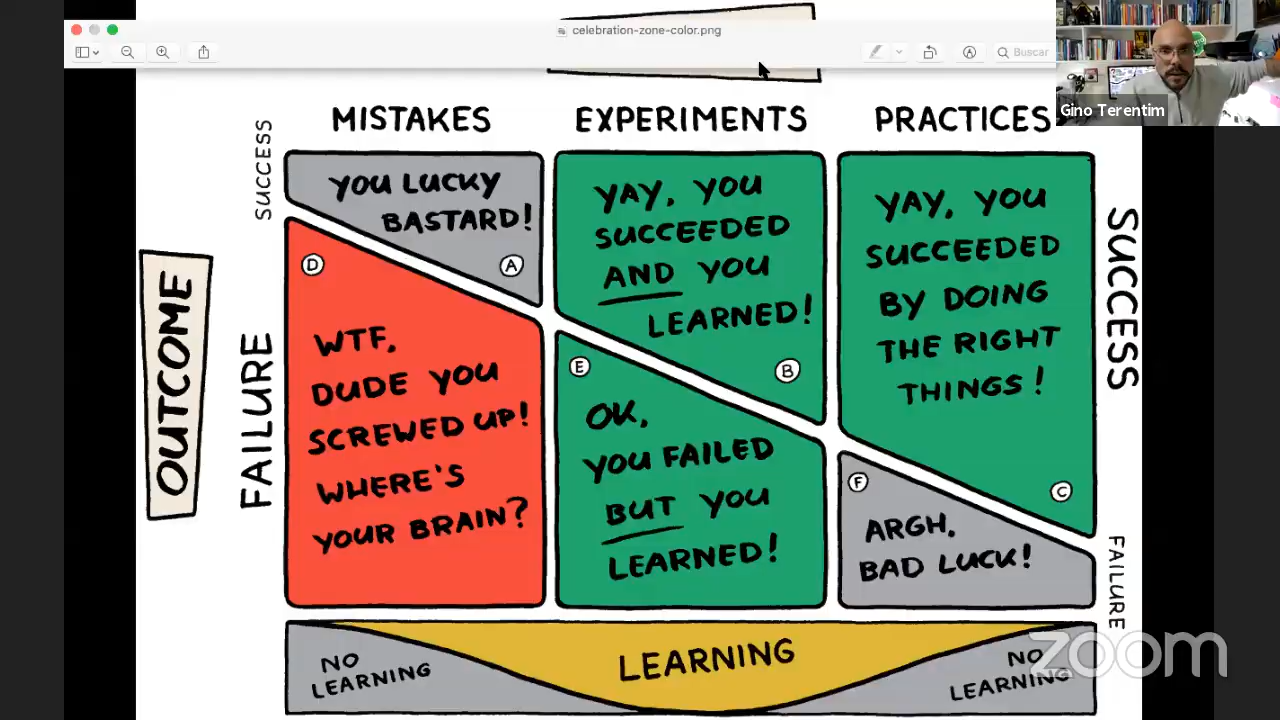 celebration-zone-color.png
Buscar
Gino Terentim
MISTAKES
EXPERIMENTS
PRACTICES
SUCCESS
FAILURE
OUTCOME
YOU LUCKY
BASTARD!
A
D
WTF,
DUDE YOU
SCREWED UP!
WHERE'S
YOUR BRAIN?
YAY, YOU
SUCCEEDED
AND YOU
LEARNED!
B
E
OK,
YOU FAILED
BUT YOU
LEARNED!
YAY, YOU
SUCCEEDED
BY DOING
THE RIGHT
THINGS!
C
F
ARGH,
BAD LUCK!
SUCCESS
FAILURE
NO
LEARNING
LEARNING
NO
LEARNING
zoom